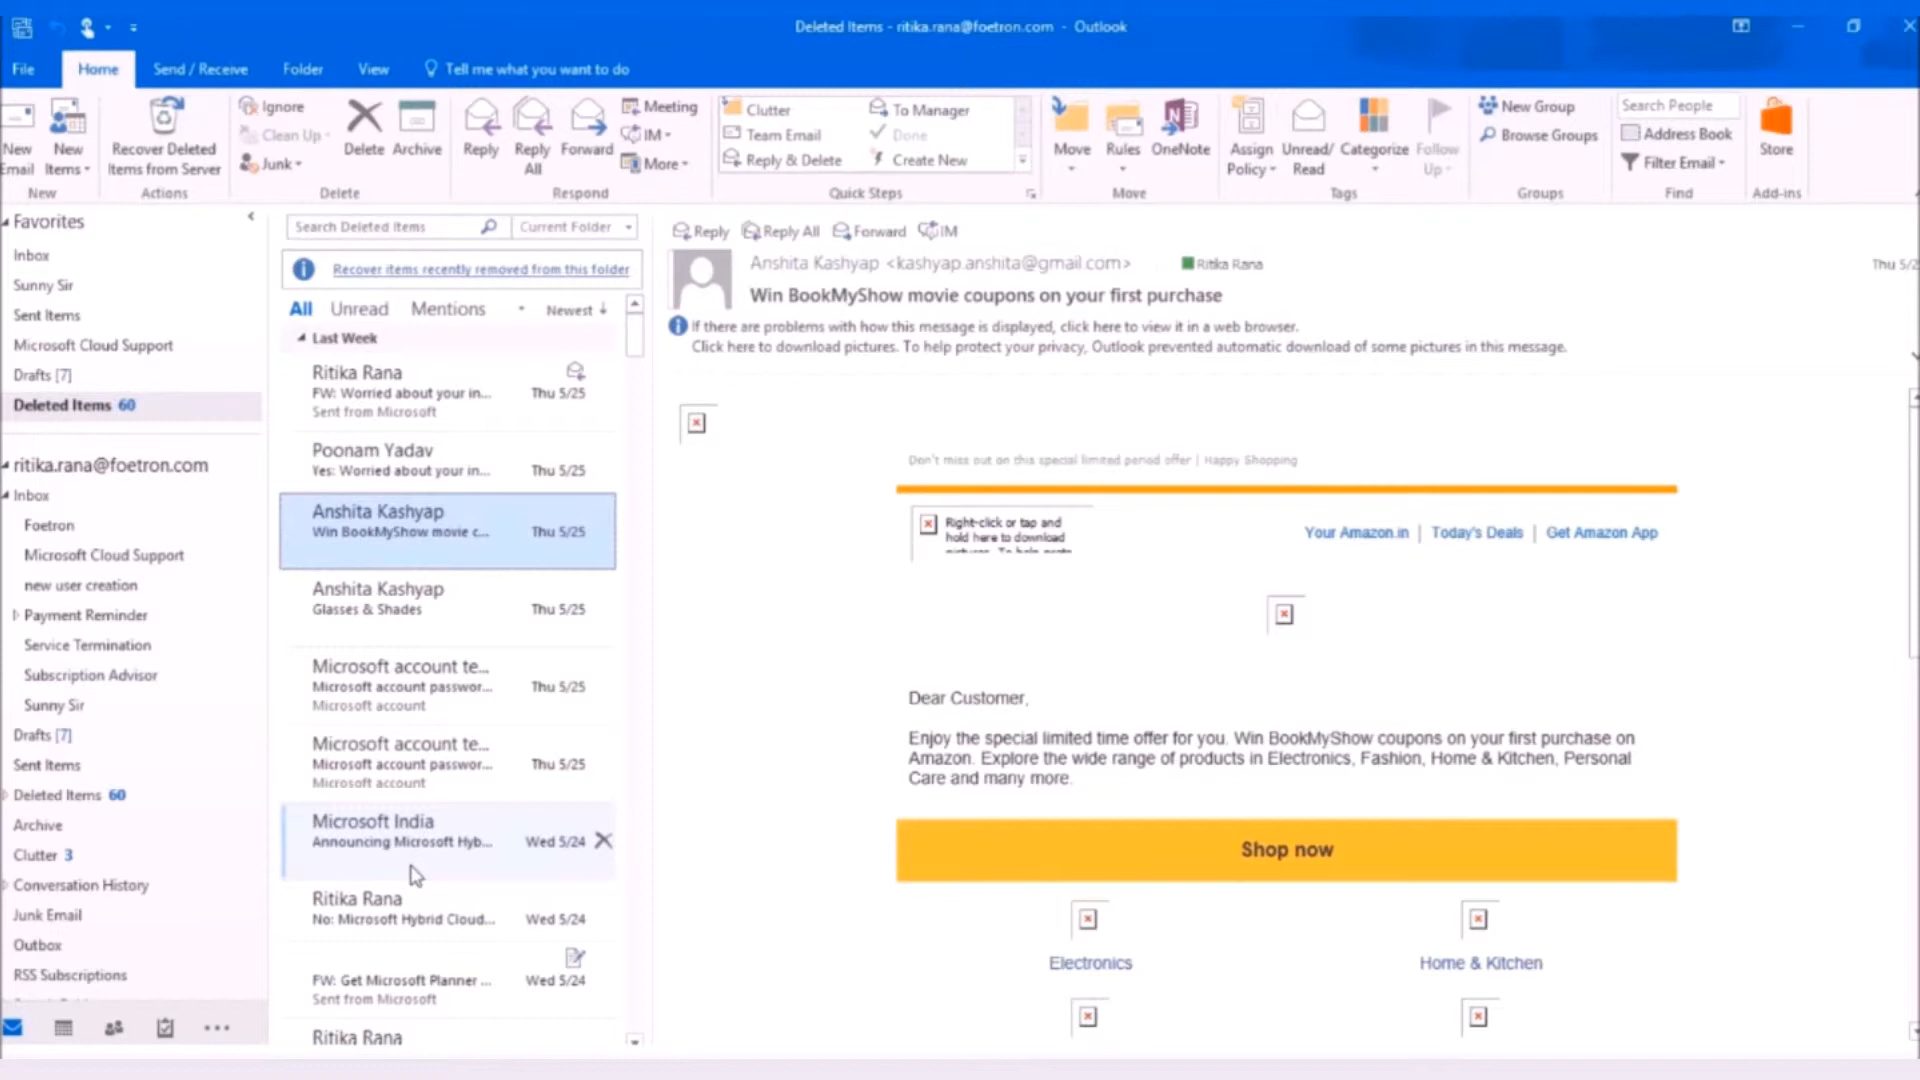 Deleted Items - ritika.rana@foetron.com - Outlook
File Home Send / Receive Folder View Tell me what you want to do
New Email
New Items
New
Recover Deleted Items from Server
Actions
Ignore
Clean Up
Junk
Delete
Archive
Delete
Reply
Reply All
Forward
Meeting
IM
More
Respond
Clutter
Team Email
Reply & Delete
To Manager
Done
Create New
Quick Steps
Move
Rules
OneNote
Move
Assign Policy
Unread/ Read
Categorize
Follow Up
Tags
New Group
Browse Groups
Groups
Search People
Address Book
Filter Email
Find
Store
Add-ins
Favorites
Inbox
Sunny Sir
Sent Items
Microsoft Cloud Support
Drafts [7]
Deleted Items 60
ritika.rana@foetron.com
Inbox
Foetron
Microsoft Cloud Support
new user creation
Payment Reminder
Service Termination
Subscription Advisor
Sunny Sir
Drafts [7]
Sent Items
Deleted Items 60
Archive
Clutter 3
Conversation History
Junk Email
Outbox
RSS Subscriptions
Search Deleted Items Current Folder
Recover items recently removed from this folder
All Unread Mentions Newest
Last Week
Ritika Rana
FW: Worried about your in... Thu 5/25
Sent from Microsoft
Poonam Yadav
Yes: Worried about your in... Thu 5/25
Anshita Kashyap
Win BookMyShow movie c... Thu 5/25
Anshita Kashyap
Glasses & Shades Thu 5/25
Microsoft account te...
Microsoft account passwor... Thu 5/25
Microsoft account
Microsoft account te...
Microsoft account passwor... Thu 5/25
Microsoft account
Microsoft India
Announcing Microsoft Hyb... Wed 5/24
Ritika Rana
No: Microsoft Hybrid Cloud... Wed 5/24
FW: Get Microsoft Planner ... Wed 5/24
Sent from Microsoft
Ritika Rana
Reply Reply All Forward IM
Anshita Kashyap <kashyap.anshita@gmail.com> Ritika Rana Thu 5/2
Win BookMyShow movie coupons on your first purchase
If there are problems with how this message is displayed, click here to view it in a web browser.
Click here to download pictures. To help protect your privacy, Outlook prevented automatic download of some pictures in this message.
Don't miss out on this special limited period offer | Happy Shopping
Right-click or tap and
hold here to download
Your Amazon.in | Today's Deals | Get Amazon App
Dear Customer,
Enjoy the special limited time offer for you. Win BookMyShow coupons on your first purchase on
Amazon. Explore the wide range of products in Electronics, Fashion, Home & Kitchen, Personal
Care and many more.
Shop now
Electronics Home & Kitchen